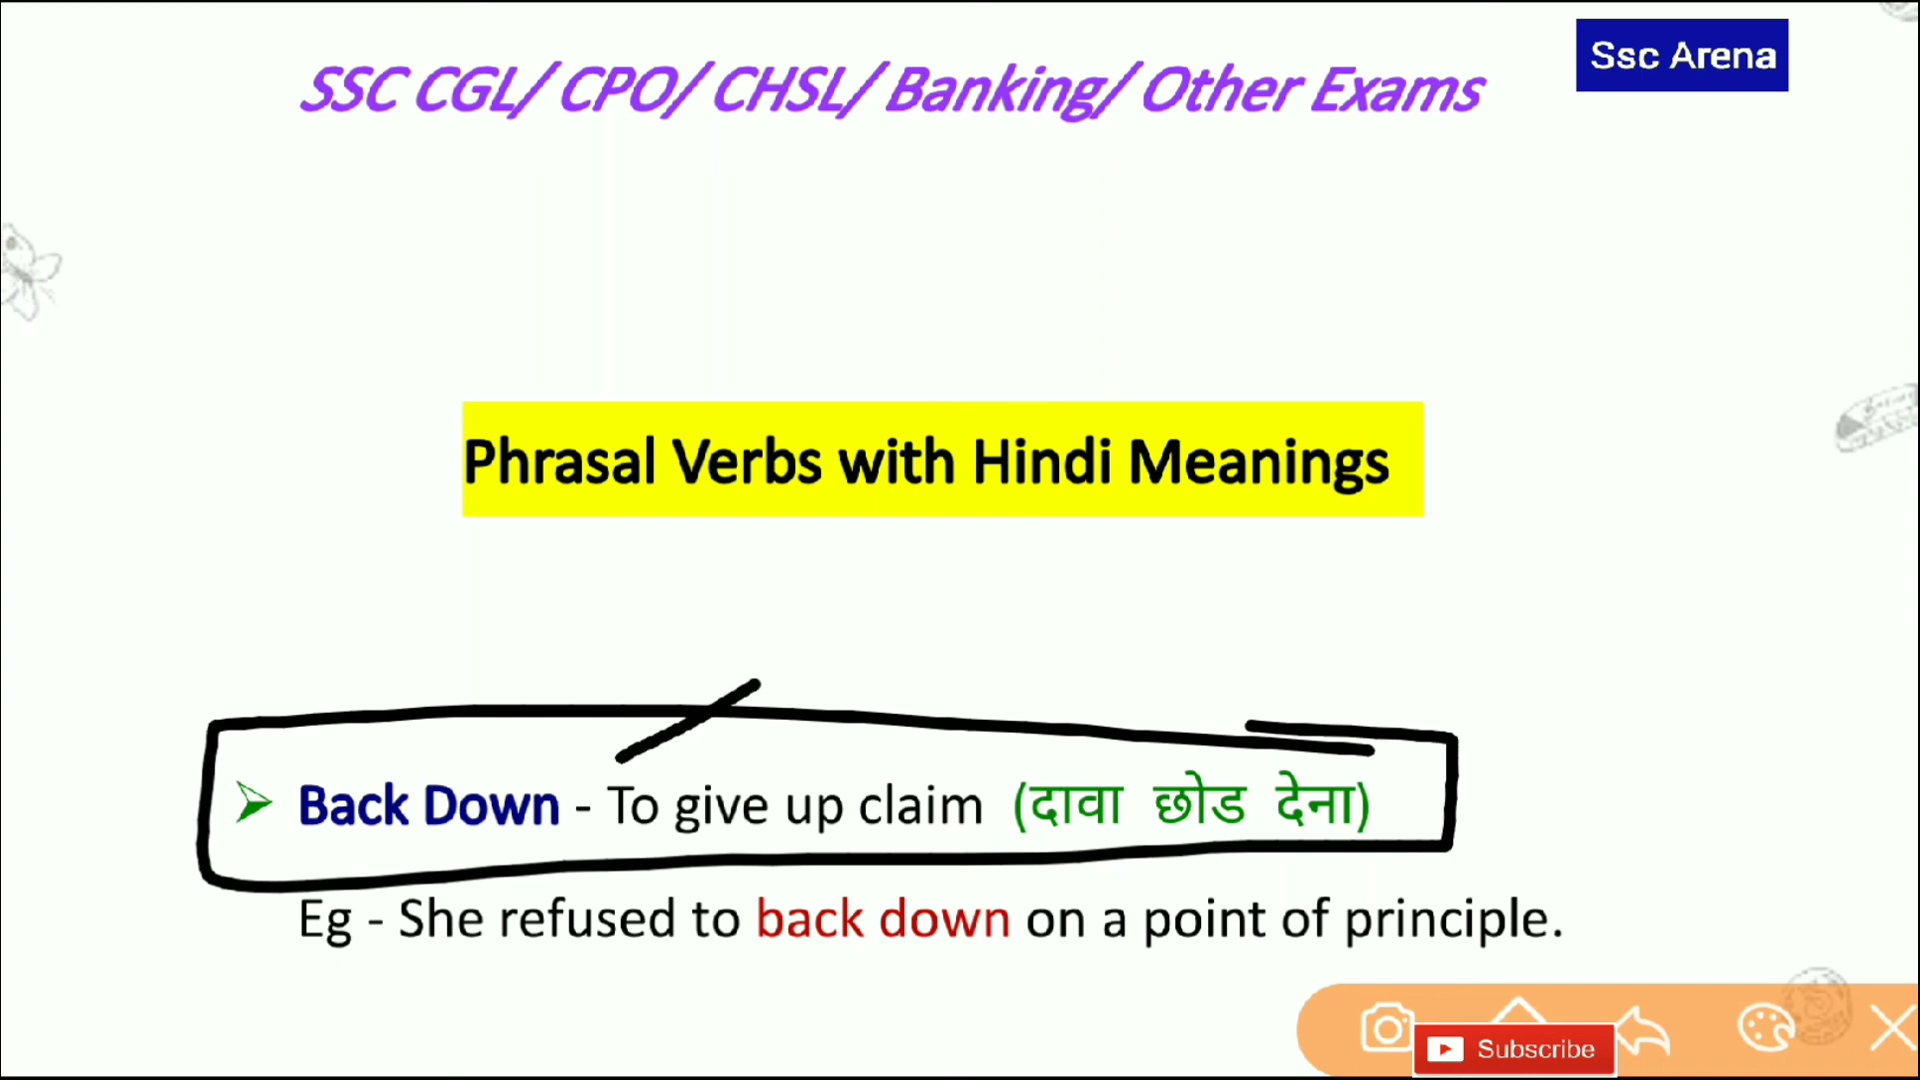 Ssc Arena
SSC CGL/ CPO/ CHSL/ Banking/ Other Exams
Phrasal Verbs with Hindi Meanings
Back Down - To give up claim (दावा छोड देना)
Eg - She refused to back down on a point of principle.
Subscribe